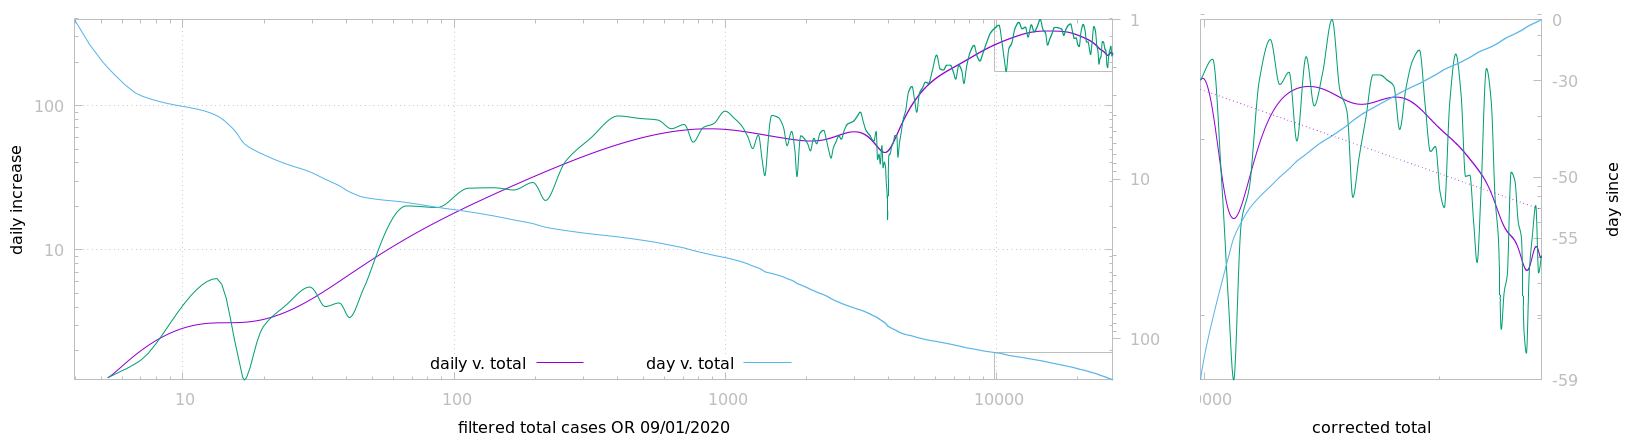 daily increase
100
10
daily v. total
day v. total
10
100
1000
10000
filtered total cases OR 09/01/2020
1
10
100
0
-30
-50
-55
-59
day since
0000
corrected total